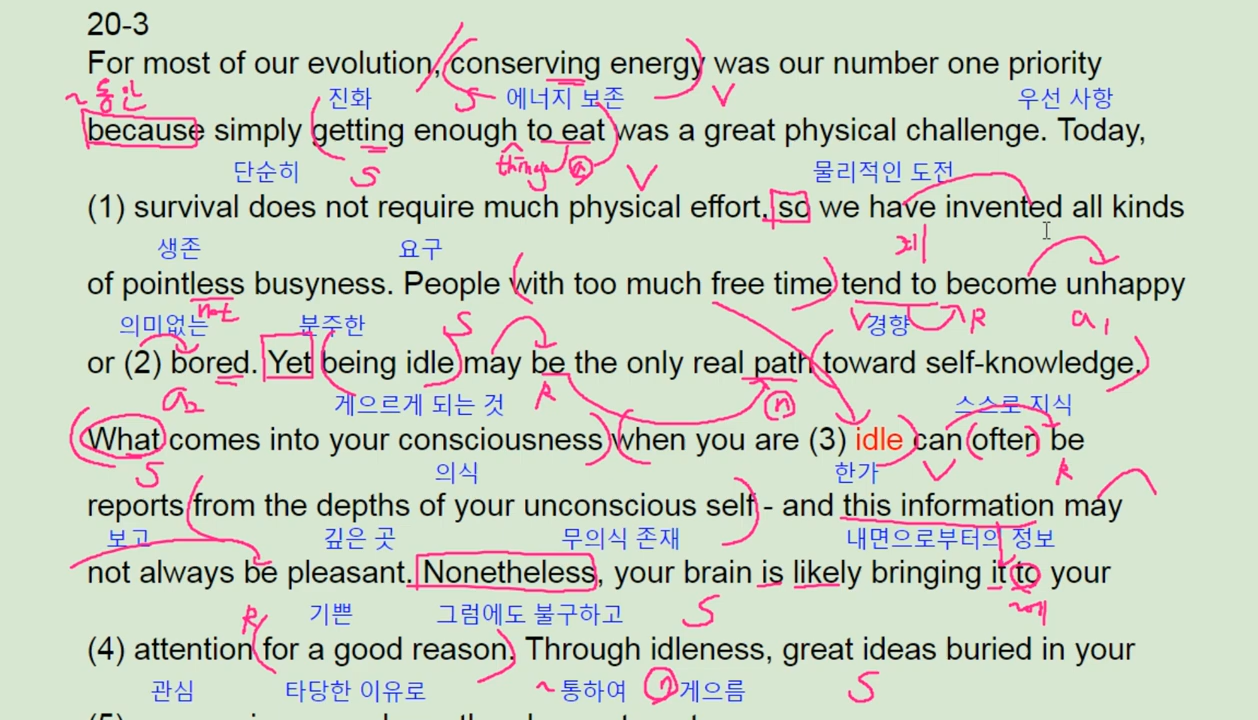 20-3
For most of our evolution, conserving energy was our number one priority
~동안 진화 S 에너지 보존 V 우선 사항
because simply getting enough to eat was a great physical challenge. Today,
단순히 S things ⓐ V 물리적인 도전
(1) survival does not require much physical effort, so we have invented all kinds
생존 요구
of pointless busyness. People with too much free time tend to become unhappy
의미없는 not 분주한 S V 경향 R a1
or (2) bored. Yet being idle may be the only real path toward self-knowledge.
a2 게으르게 되는 것 R ⓝ 스스로 지식
What comes into your consciousness when you are (3) idle can often be
S 의식 한가 V R
reports from the depths of your unconscious self - and this information may
보고 깊은 곳 무의식 존재 내면으로부터의 정보
not always be pleasant. Nonetheless, your brain is likely bringing it to your
R 기쁜 그럼에도 불구하고 S ~에
(4) attention for a good reason. Through idleness, great ideas buried in your
관심 타당한 이유로 ~통하여 ⓝ 게으름 S